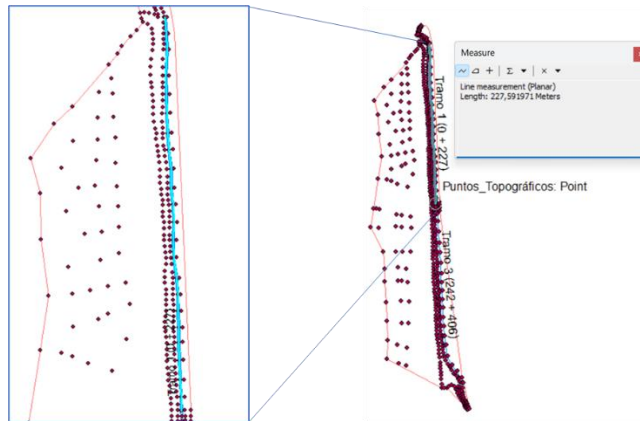 Measure
Line measurement (Planar)
Length: 227,591971 Meters
Tramo 1 (0 + 227)
Puntos_Topográficos: Point
Tramo 3 (242 + 406)